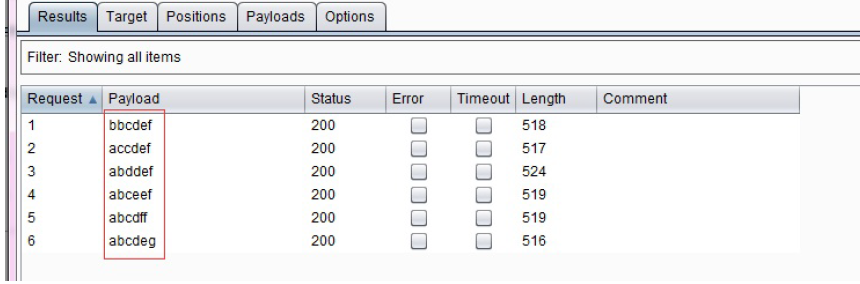 Results Target Positions Payloads Options
Filter: Showing all items
Request Payload Status Error Timeout Length Comment
1 bbcdef 200 518
2 accdef 200 517
3 abddef 200 524
4 abceef 200 519
5 abcdff 200 519
6 abcdeg 200 516